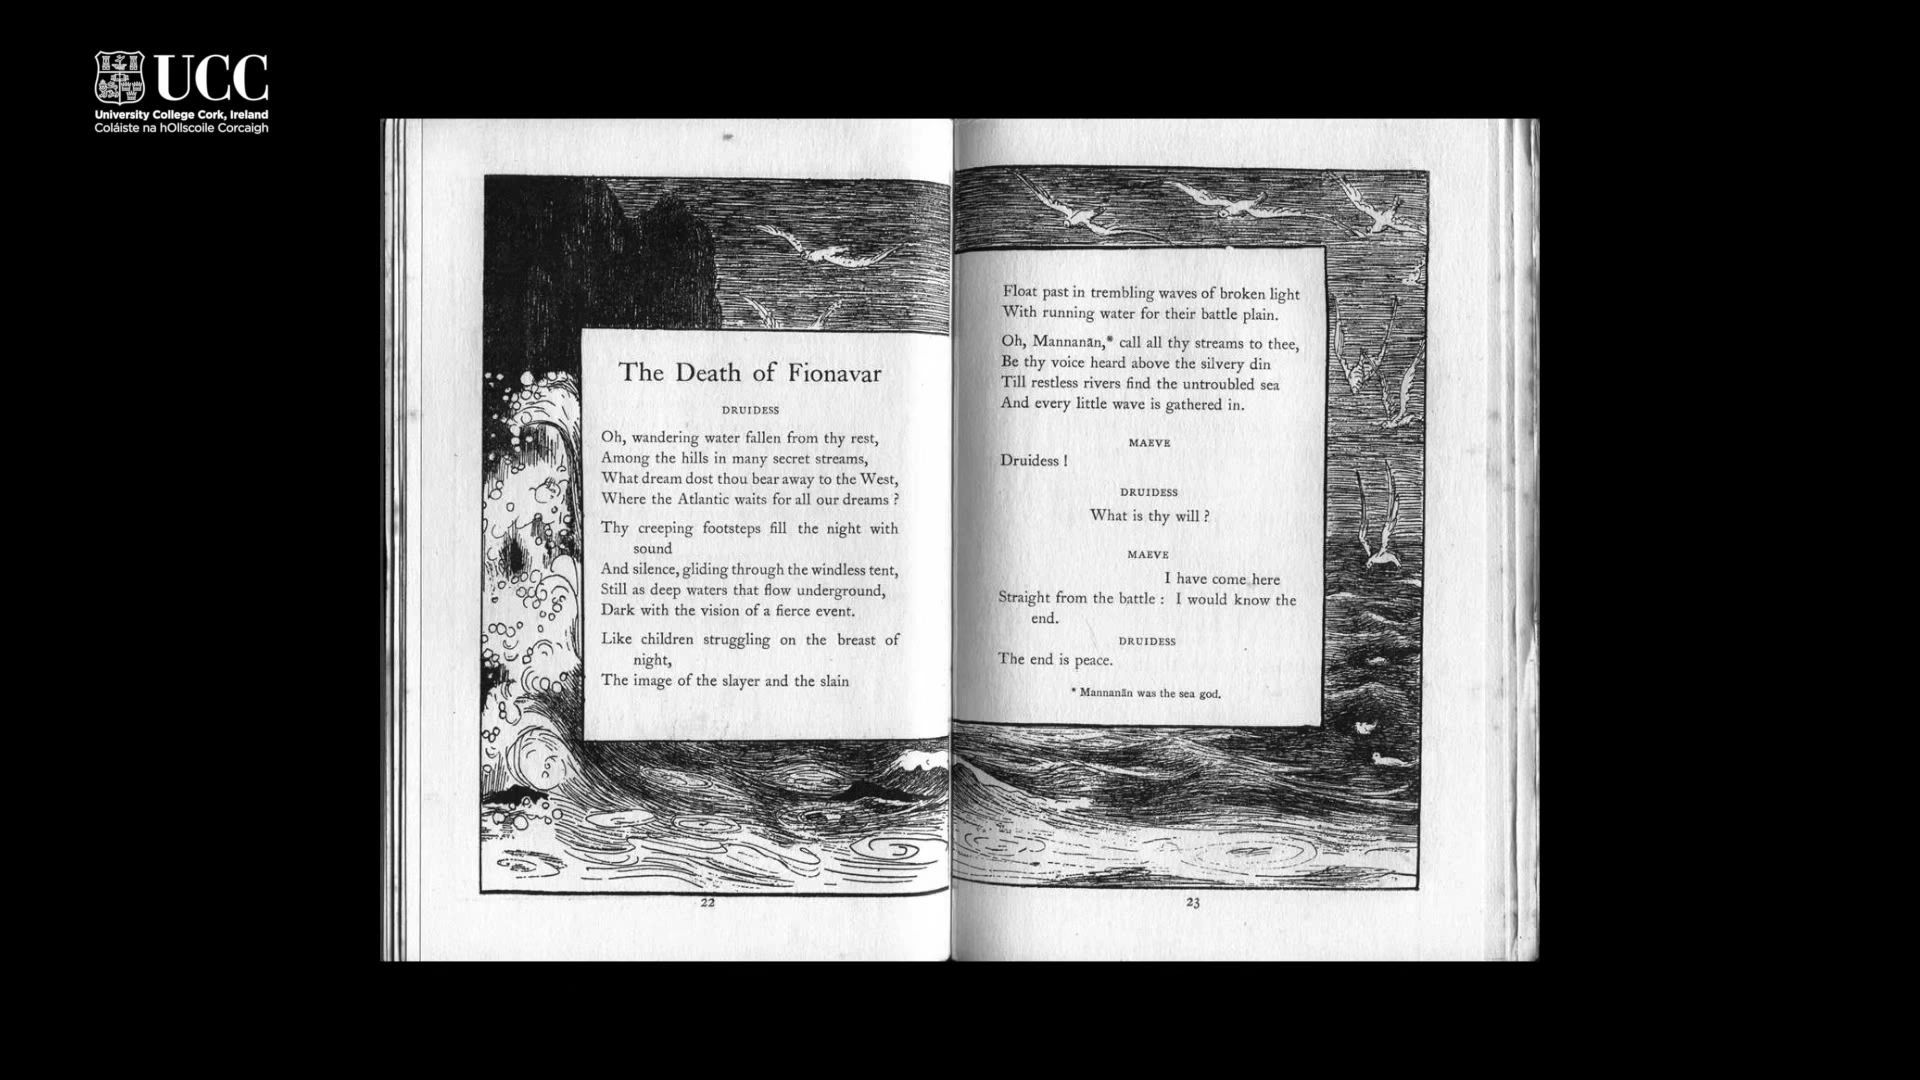 UCC
University College Cork, Ireland
Coláiste na hOllscoile Corcaigh
The Death of Fionavar
DRUIDESS
Oh, wandering water fallen from thy rest,
Among the hills in many secret streams,
What dream dost thou bear away to the West,
Where the Atlantic waits for all our dreams ?
Thy creeping footsteps fill the night with
sound
And silence, gliding through the windless tent,
Still as deep waters that flow underground,
Dark with the vision of a fierce event.
Like children struggling on the breast of
night,
The image of the slayer and the slain
22
Float past in trembling waves of broken light
With running water for their battle plain.
Oh, Mannanān,* call all thy streams to thee,
Be thy voice heard above the silvery din
Till restless rivers find the untroubled sea
And every little wave is gathered in.
MAEVE
Druidess !
DRUIDESS
What is thy will ?
MAEVE
I have come here
Straight from the battle : I would know the
end.
DRUIDESS
The end is peace.
* Mannanān was the sea god.
23